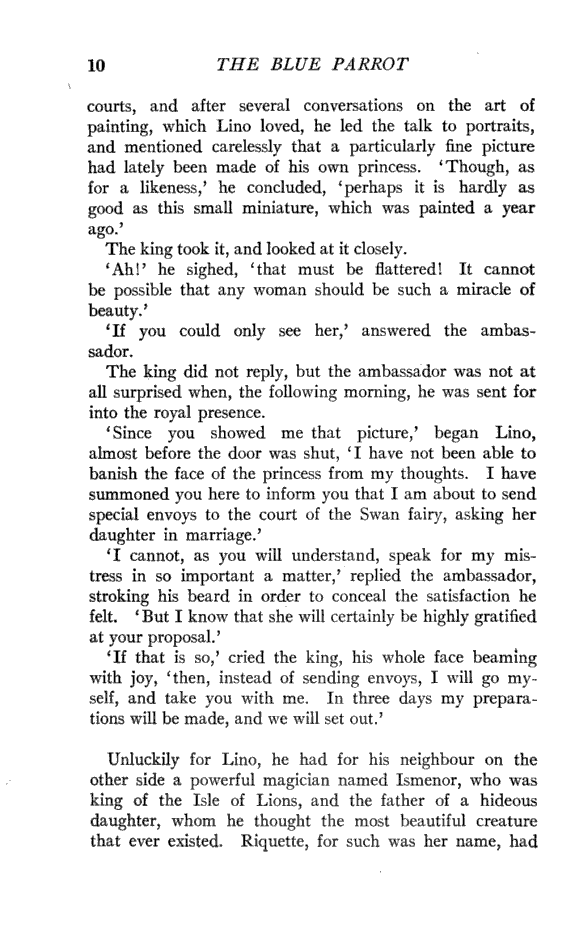 10 THE BLUE PARROT
courts, and after several conversations on the art of
painting, which Lino loved, he led the talk to portraits,
and mentioned carelessly that a particularly fine picture
had lately been made of his own princess. ‘Though, as
for a likeness,’ he concluded, ‘perhaps it is hardly as
good as this small miniature, which was painted a year
ago.’
The king took it, and looked at it closely.
‘Ah!’ he sighed, ‘that must be flattered! It cannot
be possible that any woman should be such a miracle of
beauty.’
‘If you could only see her,’ answered the ambas-
sador.
The king did not reply, but the ambassador was not at
all surprised when, the following morning, he was sent for
into the royal presence.
‘Since you showed me that picture,’ began Lino,
almost before the door was shut, ‘I have not been able to
banish the face of the princess from my thoughts. I have
summoned you here to inform you that I am about to send
special envoys to the court of the Swan fairy, asking her
daughter in marriage.’
‘I cannot, as you will understand, speak for my mis-
tress in so important a matter,’ replied the ambassador,
stroking his beard in order to conceal the satisfaction he
felt. ‘But I know that she will certainly be highly gratified
at your proposal.’
‘If that is so,’ cried the king, his whole face beaming
with joy, ‘then, instead of sending envoys, I will go my-
self, and take you with me. In three days my prepara-
tions will be made, and we will set out.’
Unluckily for Lino, he had for his neighbour on the
other side a powerful magician named Ismenor, who was
king of the Isle of Lions, and the father of a hideous
daughter, whom he thought the most beautiful creature
that ever existed. Riquette, for such was her name, had